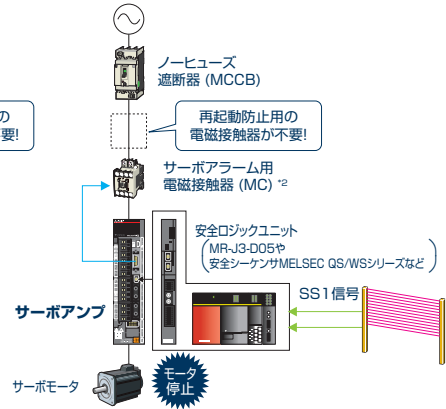 ノーヒューズ
遮断器 (MCCB)
の
要!
再起動防止用の
電磁接触器が不要!
サーボアラーム用
電磁接触器 (MC) *2
安全ロジックユニット
(MR-J3-D05や
安全シーケンサMELSEC QS/WSシリーズなど)
SS1信号
サーボアンプ
サーボモータ
モータ
停止